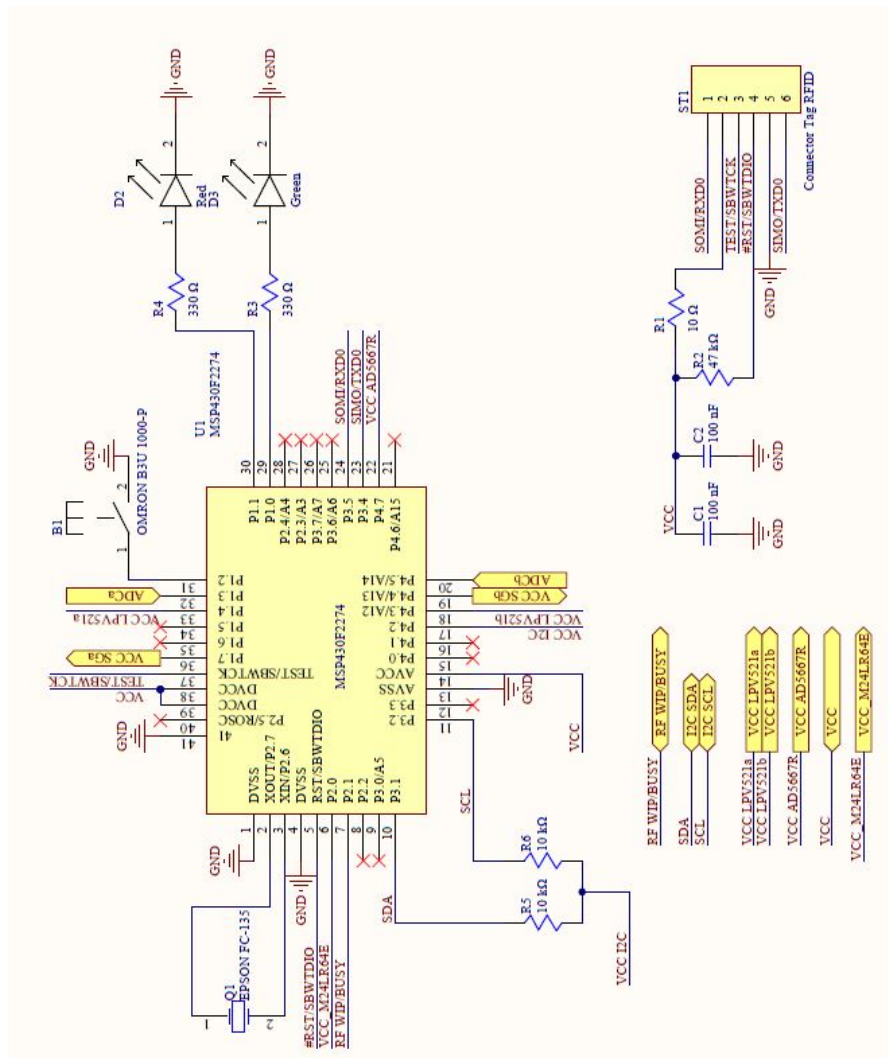 GND
GND
2
2
D2
Red
D3
Green
1
1
R4
330 Ω
R3
330 Ω
U1
MSP430F2274
GND
B1
2
1
OMRON B3U 1000-P
30
29
28
27
26
25
24
23
22
21
P1.1
P1.0
P2.4/A4
P2.3/A3
P3.7/A7
P3.6/A6
P3.5
P3.4
P4.7
P4.6/A15
SOMI/RXD0
SIMO/TXD0
VCC AD5667R
31
32
33
34
35
36
37
38
39
40
41
P1.2
P1.3
P1.4
P1.5
P1.6
P1.7
TEST/SBWTCK
DVCC
DVCC
P2.5/ROSC
41
ADCa
VCC LPV521a
VCC SGa
TEST/SBWTCK
VCC
GND
MSP430F2274
P4.5/A14
P4.4/A13
P4.3/A12
P4.2
P4.1
P4.0
AVCC
AVSS
P3.3
P3.2
20
19
18
17
16
15
14
13
12
11
ADCb
VCC SGb
VCC LPV521b
VCC I2C
VCC
GND
DVSS
XOUT/P2.7
XIN/P2.6
DVSS
RST/SBWTDIO
P2.0
P2.1
P2.2
P3.0/A5
P3.1
1
2
3
4
5
6
7
8
9
10
GND
GND
Q1
EPSON FC-135
1
2
#RST/SBWTDIO
VCC_M24LR64E
RF WIP/BUSY
SDA
SCL
R6
10 kΩ
R5
10 kΩ
VCC I2C
ST1
1
2
3
4
5
6
Connector Tag RFID
SOMI/RXD0
TEST/SBWTCK
#RST/SBWTDIO
SIMO/TXD0
GND
R1
10 Ω
R2
47 kΩ
VCC
C2
100 nF
C1
100 nF
GND
GND
RF WIP/BUSY
RF WIP/BUSY
SDA
I2C SDA
SCL
I2C SCL
VCC LPV521a
VCC LPV521a
VCC LPV521b
VCC LPV521b
VCC AD5667R
VCC AD5667R
VCC
VCC
VCC_M24LR64E
VCC_M24LR64E